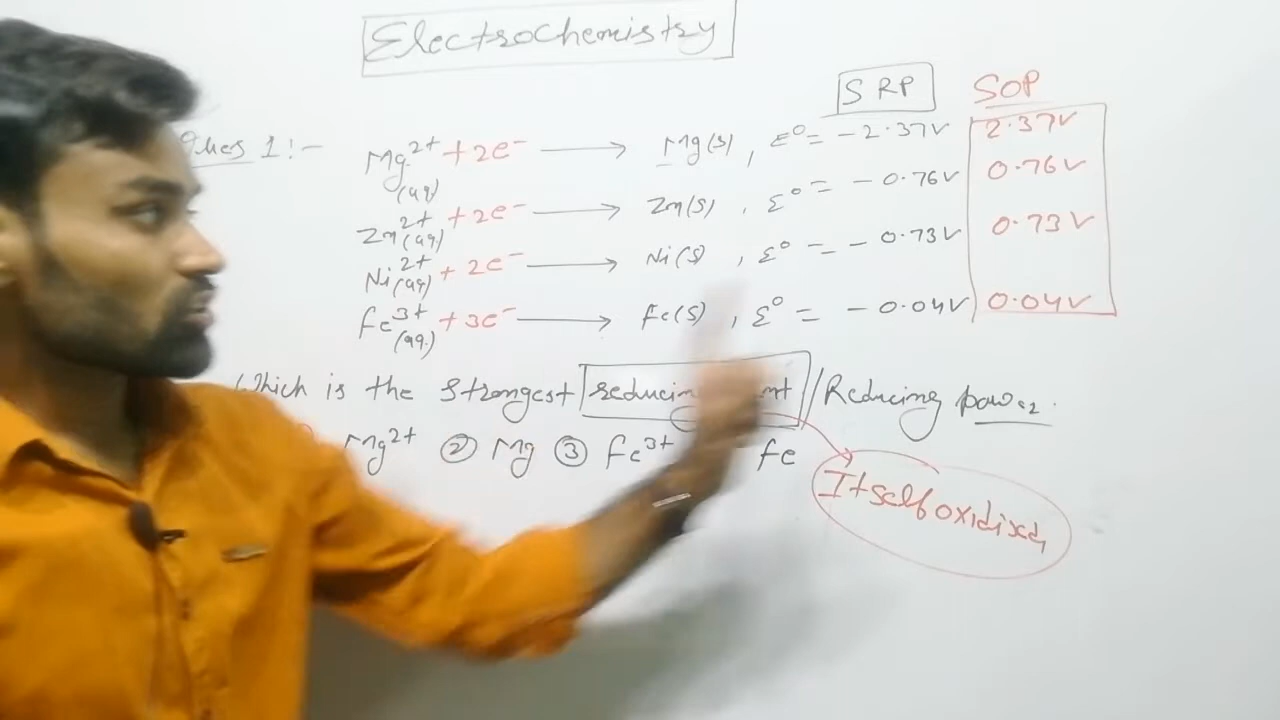 Electrochemistry
SRP SOP
Ques 1:-
Mg2+(aq) + 2e- → Mg(s), E° = -2.37V 2.37V
Zn2+(aq) + 2e- → Zn(s), E° = -0.76V 0.76V
Ni2+(aq) + 2e- → Ni(s), E° = -0.73V 0.73V
Fe3+(aq.) + 3e- → Fe(s), E° = -0.04V 0.04V
Which is the strongest / Reducing power.
Mg2+ ② Mg ③ Fe3+ Fe
Itself oxidised